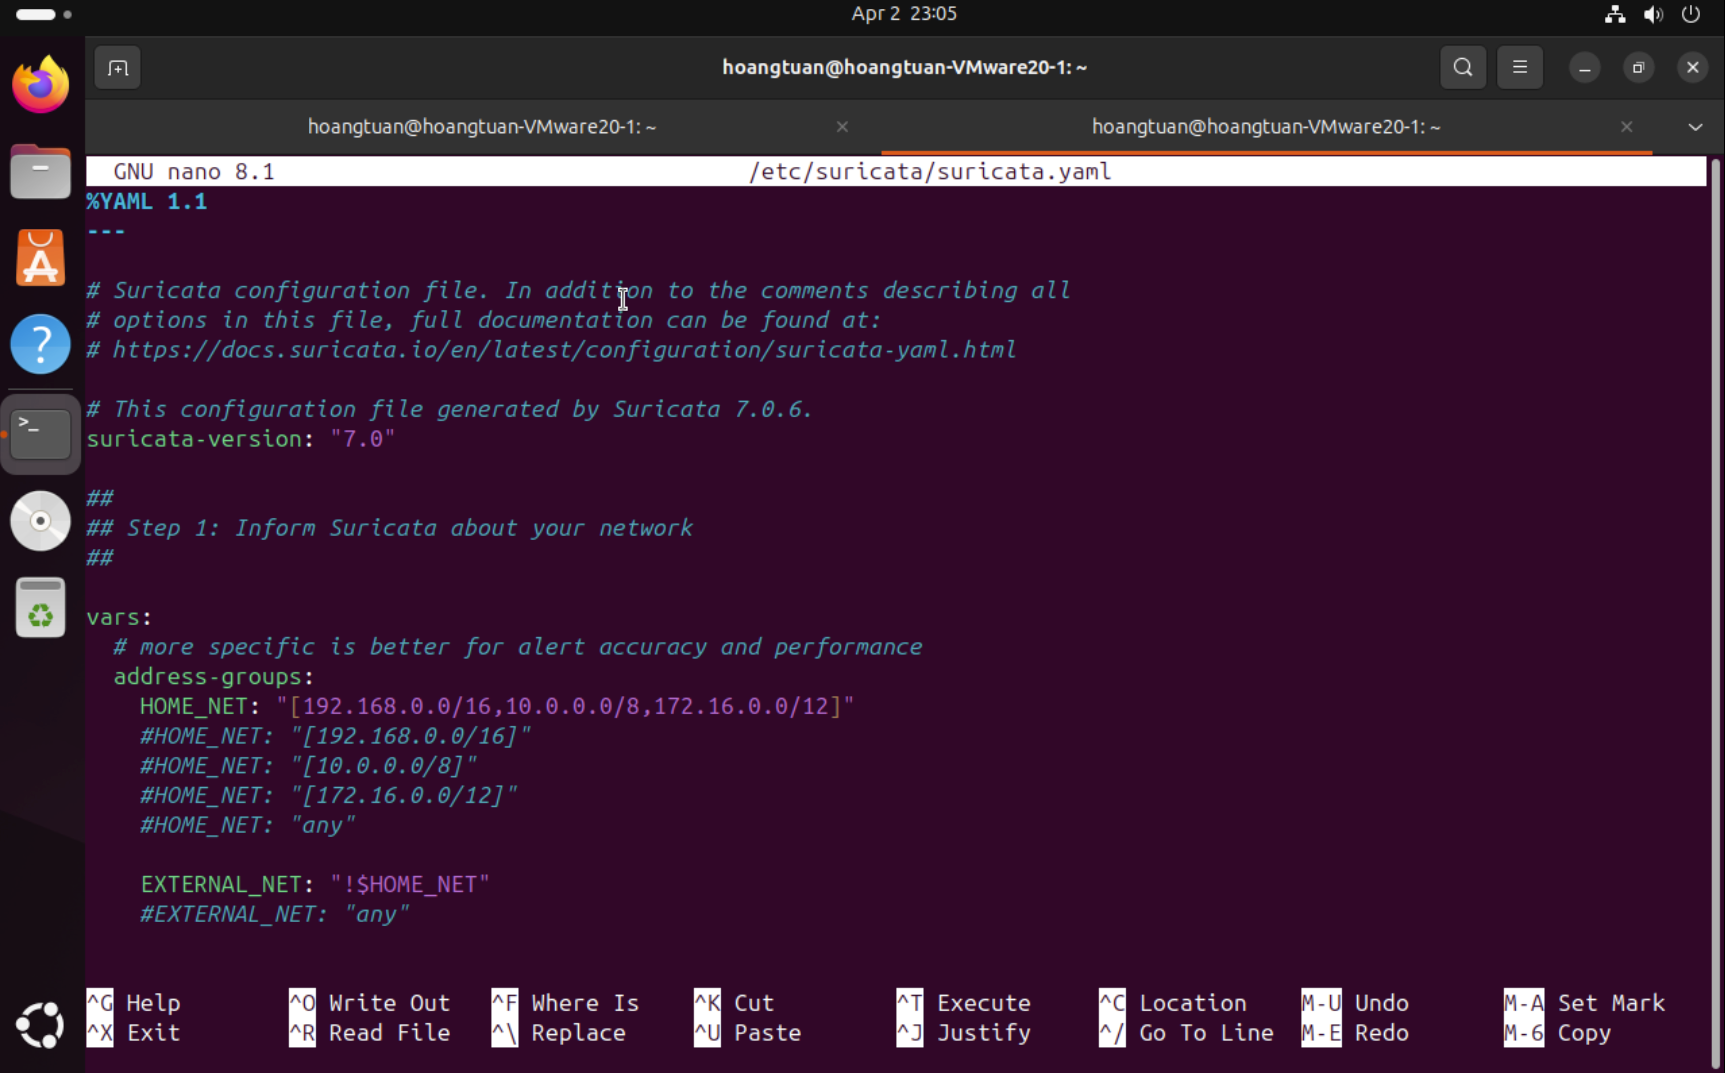 Apr 2 23:05
hoangtuan@hoangtuan-VMware20-1: ~
hoangtuan@hoangtuan-VMware20-1: ~
hoangtuan@hoangtuan-VMware20-1: ~
GNU nano 8.1 /etc/suricata/suricata.yaml
%YAML 1.1
---
# Suricata configuration file. In addition to the comments describing all
# options in this file, full documentation can be found at:
# https://docs.suricata.io/en/latest/configuration/suricata-yaml.html
# This configuration file generated by Suricata 7.0.6.
suricata-version: "7.0"
##
## Step 1: Inform Suricata about your network
##
vars:
# more specific is better for alert accuracy and performance
address-groups:
HOME_NET: "[192.168.0.0/16,10.0.0.0/8,172.16.0.0/12]"
#HOME_NET: "[192.168.0.0/16]"
#HOME_NET: "[10.0.0.0/8]"
#HOME_NET: "[172.16.0.0/12]"
#HOME_NET: "any"
EXTERNAL_NET: "!$HOME_NET"
#EXTERNAL_NET: "any"
^G Help ^O Write Out ^F Where Is ^K Cut ^T Execute ^C Location M-U Undo M-A Set Mark
^X Exit ^R Read File ^\ Replace ^U Paste ^J Justify ^/ Go To Line M-E Redo M-6 Copy